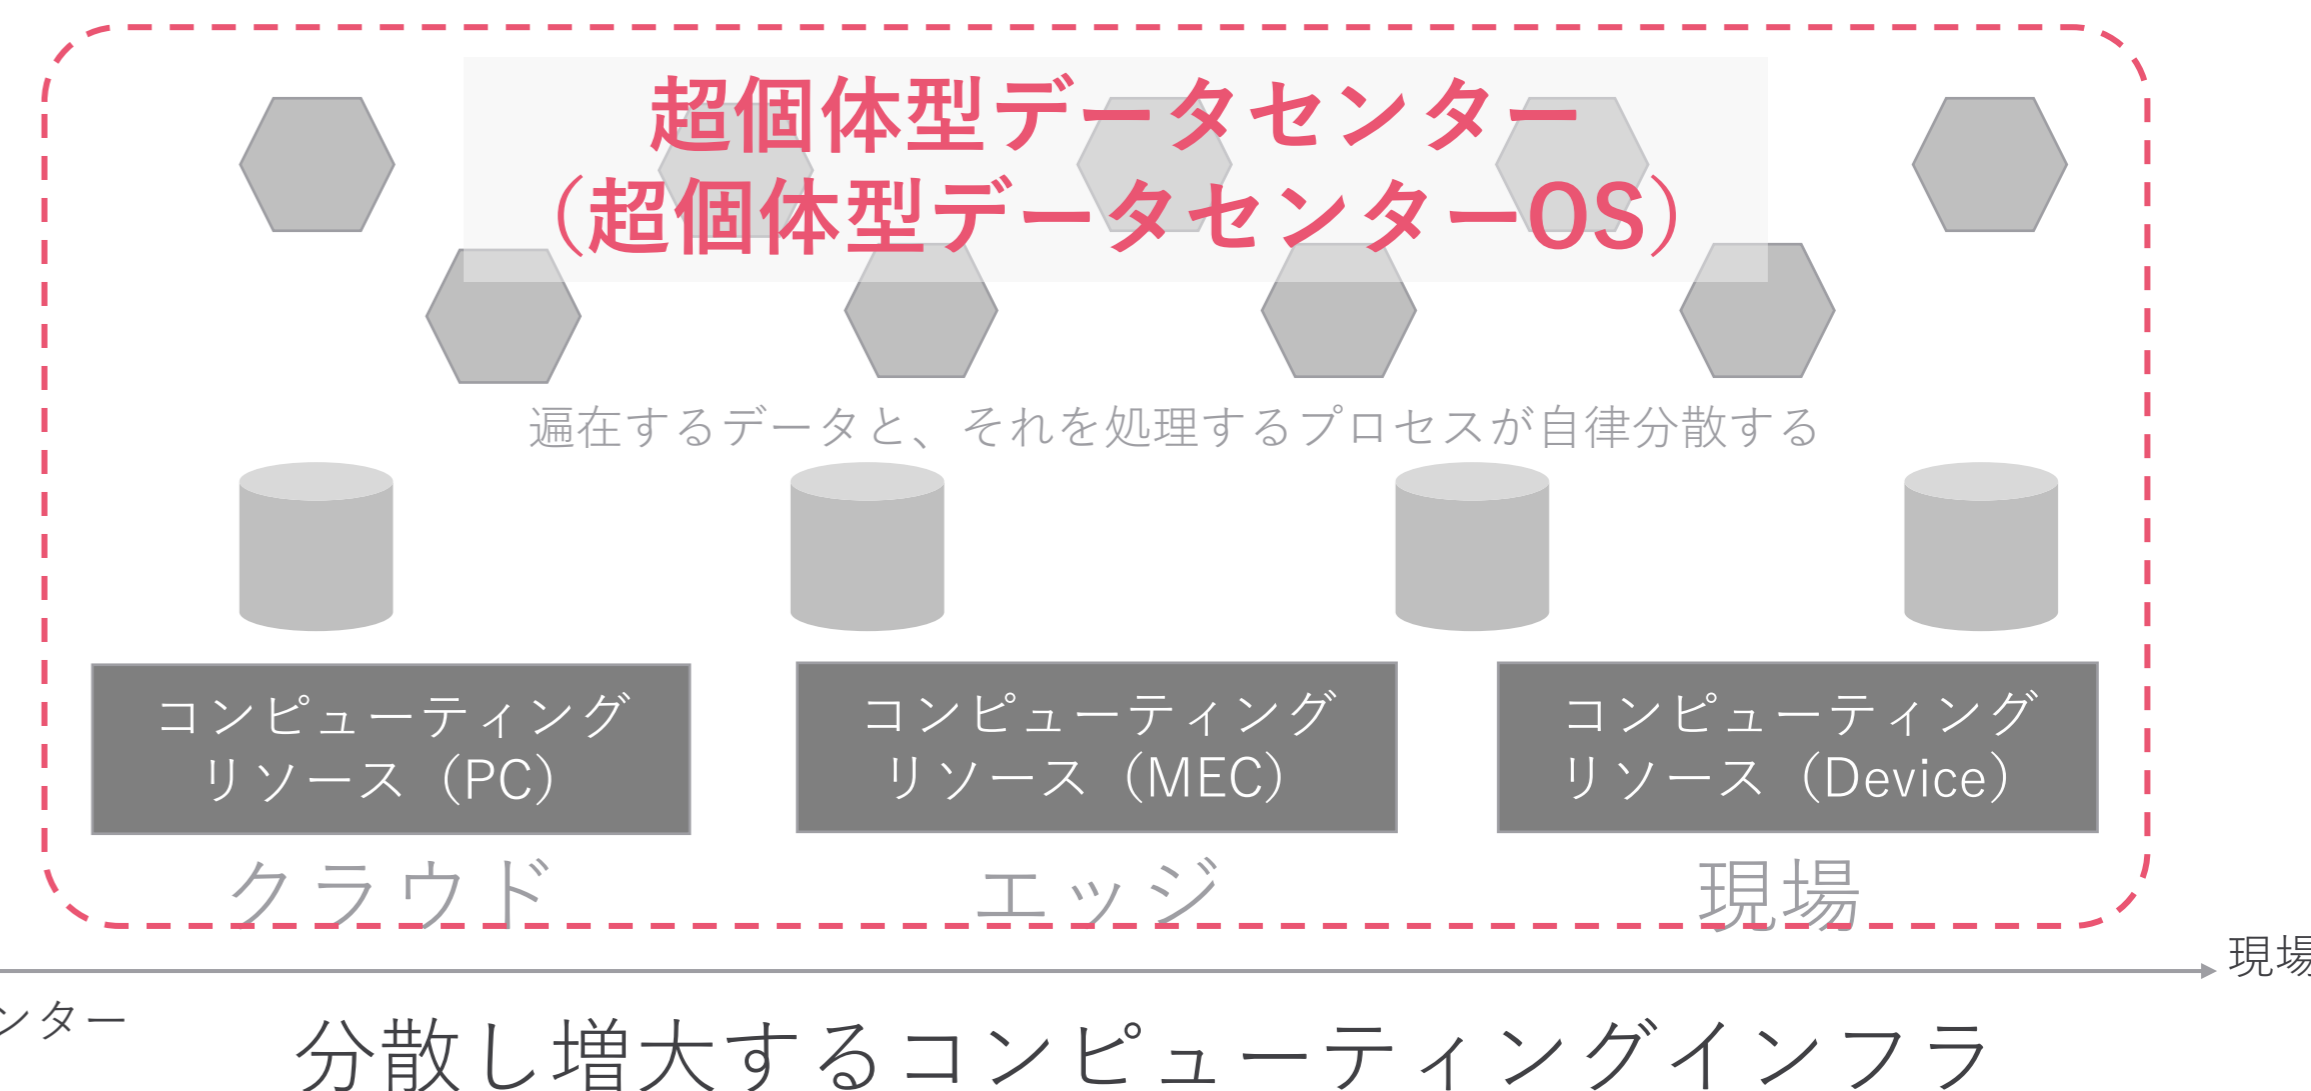 超個体型データセンター
（超個体型データセンターOS）
遍在するデータと、それを処理するプロセスが自律分散する
コンピューティング
リソース（PC）
コンピューティング
リソース（MEC）
コンピューティング
リソース（Device）
クラウド
エッジ
現場
現場
ンター
分散し増大するコンピューティングインフラ